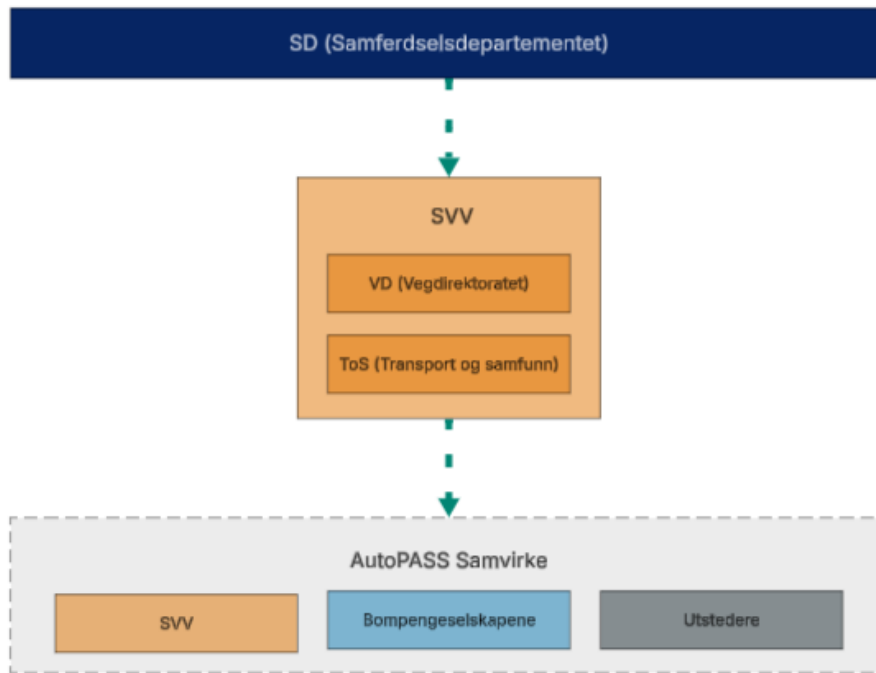 SD (Samferdselsdepartementet)
SVV
VD (Vegdirektoratet)
ToS (Transport og samfunn)
AutoPASS Samvirke
SVV
Bompengeselskapene
Utstedere